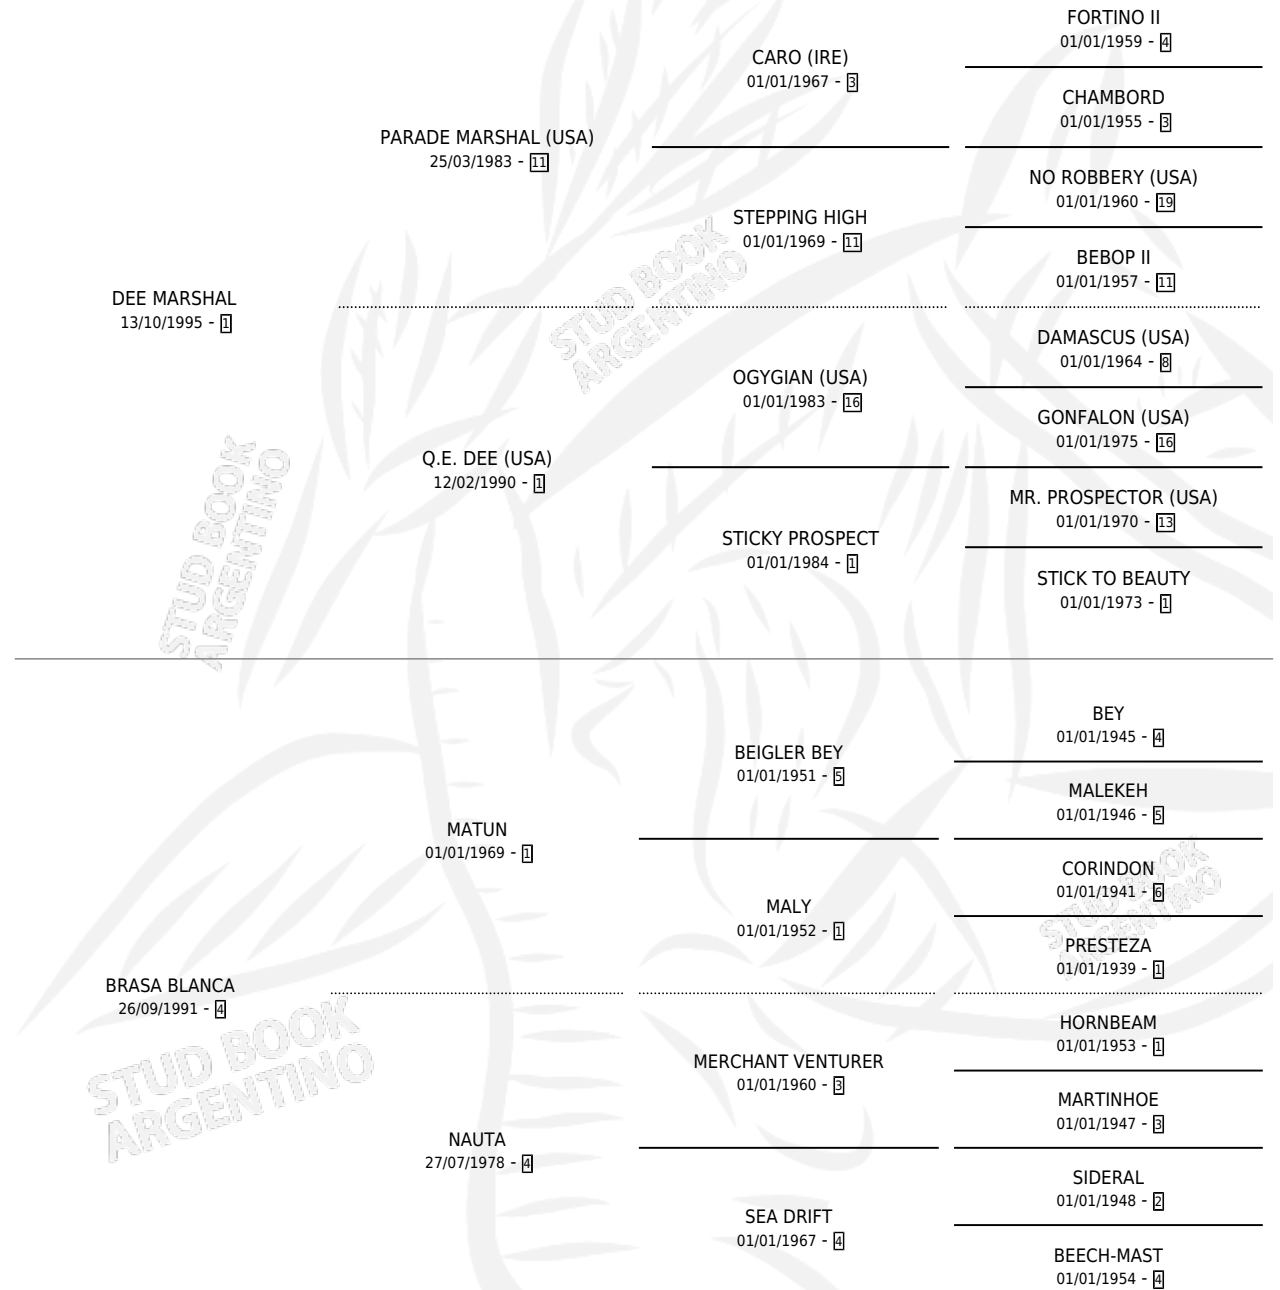 FORTINO II
01/01/1959 - 4
CARO (IRE)
01/01/1967 - 3
CHAMBORD
01/01/1955 - 3
PARADE MARSHAL (USA)
25/03/1983 - 11
NO ROBBERY (USA)
01/01/1960 - 19
STEPPING HIGH
01/01/1969 - 11
BEBOP II
01/01/1957 - 11
DEE MARSHAL
13/10/1995 - 1
DAMASCUS (USA)
01/01/1964 - 8
OGYGIAN (USA)
01/01/1983 - 16
GONFALON (USA)
01/01/1975 - 16
Q.E. DEE (USA)
12/02/1990 - 1
MR. PROSPECTOR (USA)
01/01/1970 - 13
STICKY PROSPECT
01/01/1984 - 1
STICK TO BEAUTY
01/01/1973 - 1
BEY
01/01/1945 - 4
BEIGLER BEY
01/01/1951 - 5
MALEKEH
01/01/1946 - 5
MATUN
01/01/1969 - 1
CORINDON
01/01/1941 - 6
MALY
01/01/1952 - 1
PRESTEZA
01/01/1939 - 1
BRASA BLANCA
26/09/1991 - 4
HORNBEAM
01/01/1953 - 1
MERCHANT VENTURER
01/01/1960 - 3
MARTINHOE
01/01/1947 - 3
NAUTA
27/07/1978 - 4
SIDERAL
01/01/1948 - 2
SEA DRIFT
01/01/1967 - 4
BEECH-MAST
01/01/1954 - 4
STUD BOOK
ARGENTINO
STUD BOOK
ARGENTINO
STUD BOOK
ARGENTINO
STUD BOOK
ARGENTINO